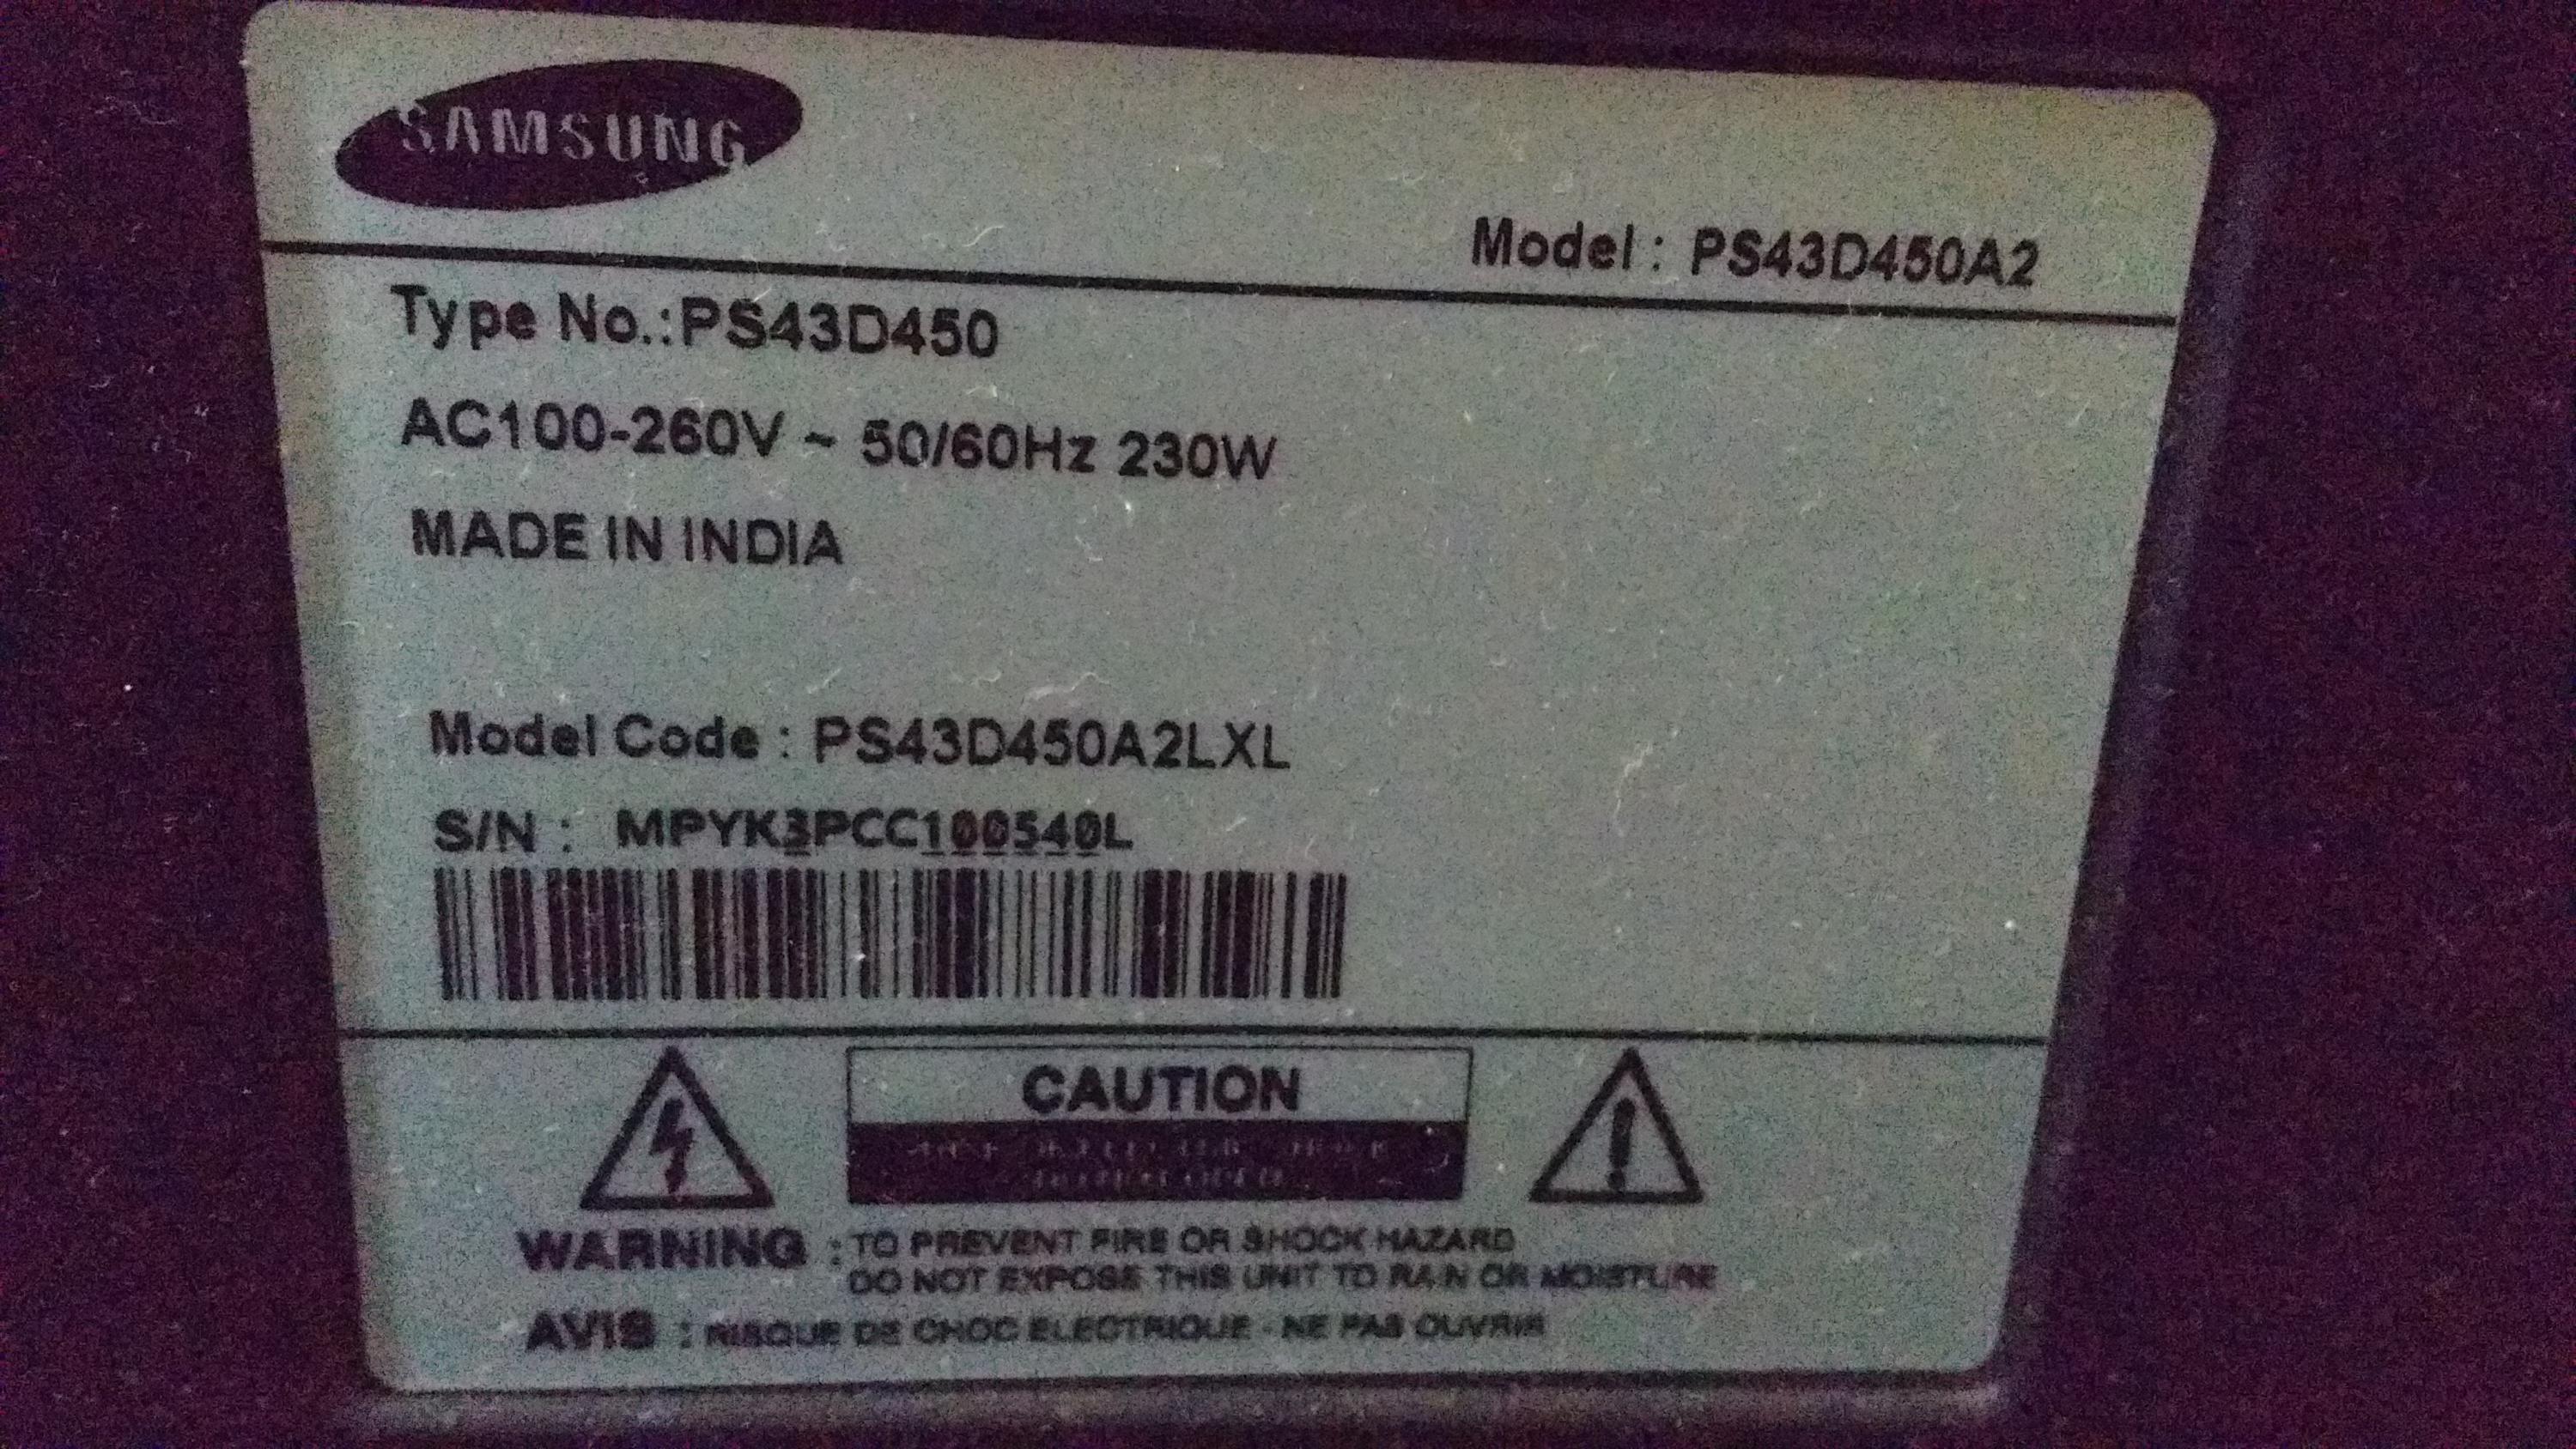 SAMSUNG
Model : PS43D450A2
Type No.:PS43D450
AC100-260V ~ 50/60Hz 230W
MADE IN INDIA
Model Code : PS43D450A2LXL
S/N : MPYK3PCC100540L
CAUTION
WARNING : TO PREVENT FIRE OR SHOCK HAZARD
DO NOT EXPOSE THIS UNIT TO RAIN OR MOISTURE
AVIS : RISQUE DE CHOC ELECTRIQUE - NE PAS OUVRIR